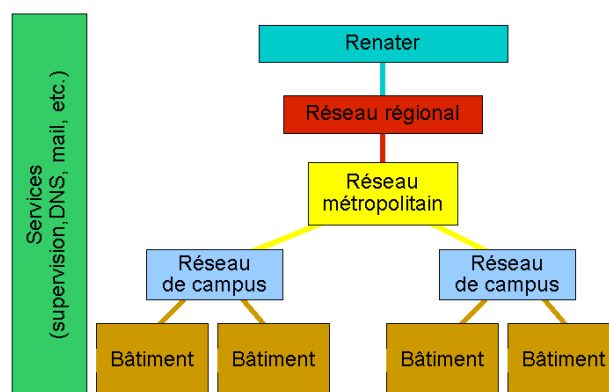 Services
(supervision,DNS, mail, etc.)
Renater
Réseau régional
Réseau
métropolitain
Réseau
de campus
Réseau
de campus
Bâtiment
Bâtiment
Bâtiment
Bâtiment